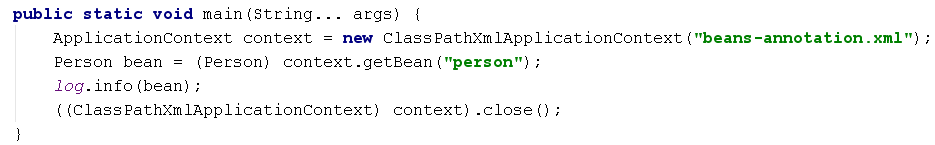 public static void main(String... args) {
    ApplicationContext context = new ClassPathXmlApplicationContext("beans-annotation.xml");
    Person bean = (Person) context.getBean("person");
    log.info(bean);
    ((ClassPathXmlApplicationContext) context).close();
}